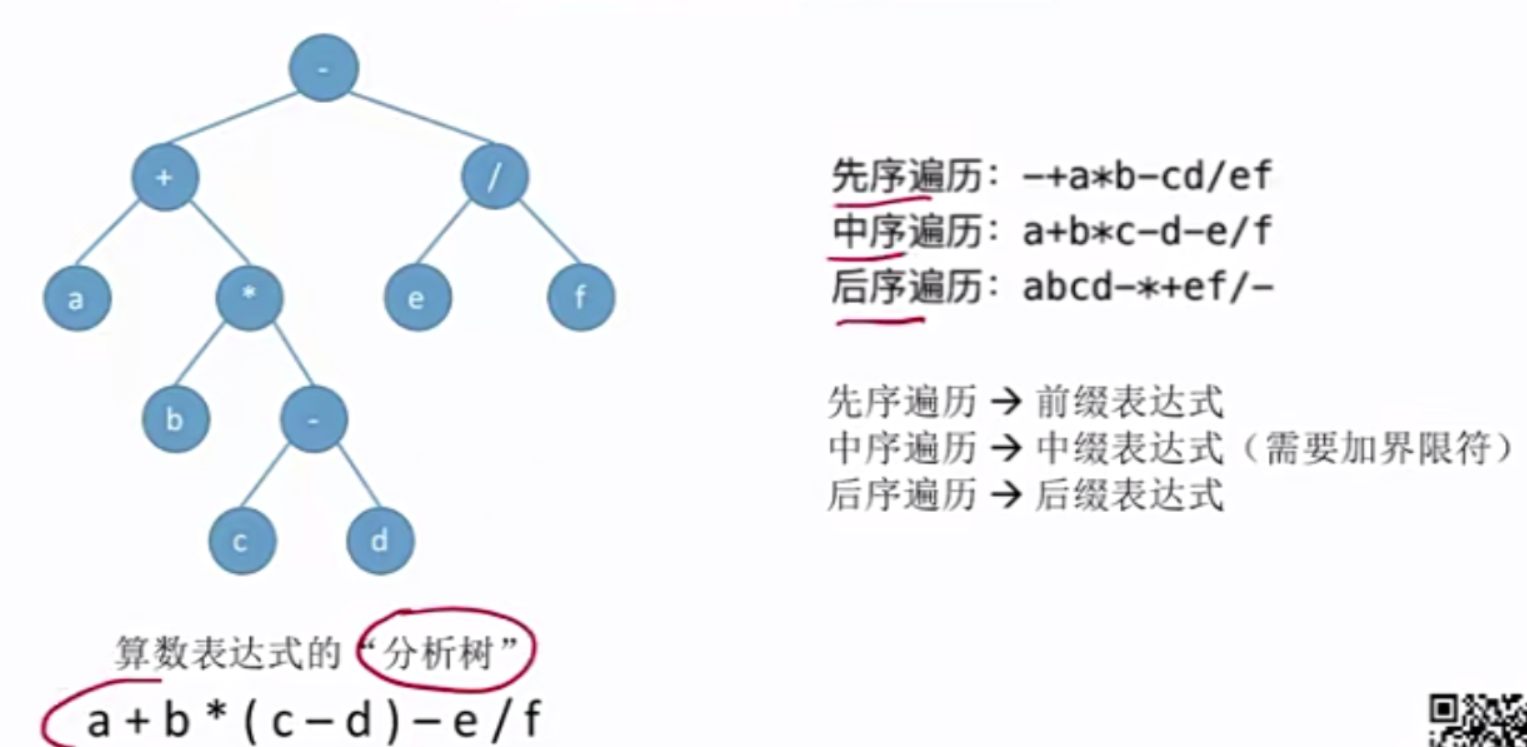 -
+
/
a
*
e
f
b
-
c
d
先序遍历：-+a*b-cd/ef
中序遍历：a+b*c-d-e/f
后序遍历：abcd-*+ef/-
先序遍历 → 前缀表达式
中序遍历 → 中缀表达式（需要加界限符）
后序遍历 → 后缀表达式
算数表达式的“分析树”
a+b*(c-d)-e/f